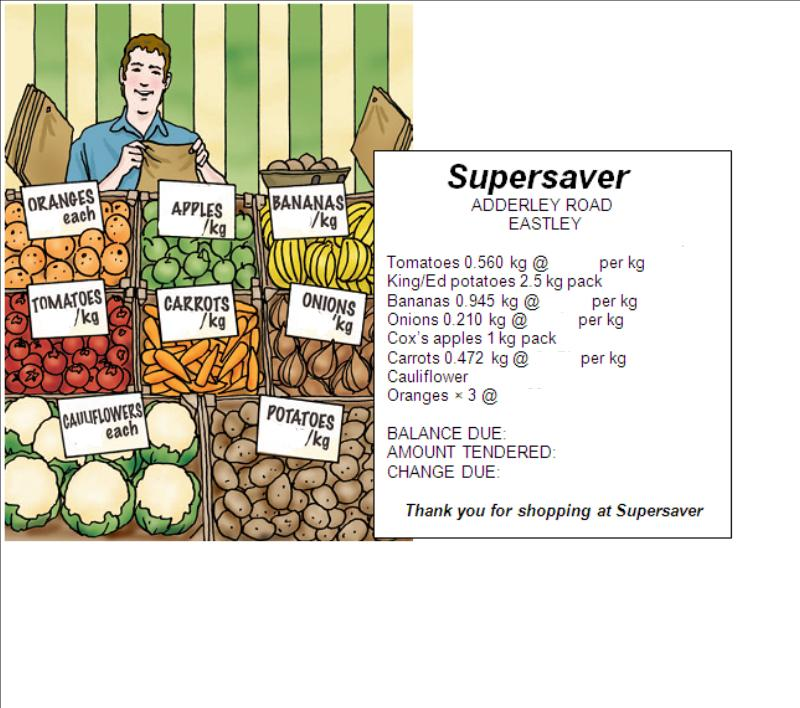 ORANGES
each
APPLES
/kg
BANANAS
/kg
TOMATOES
/kg
CARROTS
/kg
ONIONS
/kg
CAULIFLOWERS
each
POTATOES
/kg
Supersaver
ADDERLEY ROAD
EASTLEY
Tomatoes 0.560 kg @ per kg
King/Ed potatoes 2.5 kg pack
Bananas 0.945 kg @ per kg
Onions 0.210 kg @ per kg
Cox's apples 1 kg pack
Carrots 0.472 kg @ per kg
Cauliflower
Oranges × 3 @
BALANCE DUE:
AMOUNT TENDERED:
CHANGE DUE:
Thank you for shopping at Supersaver